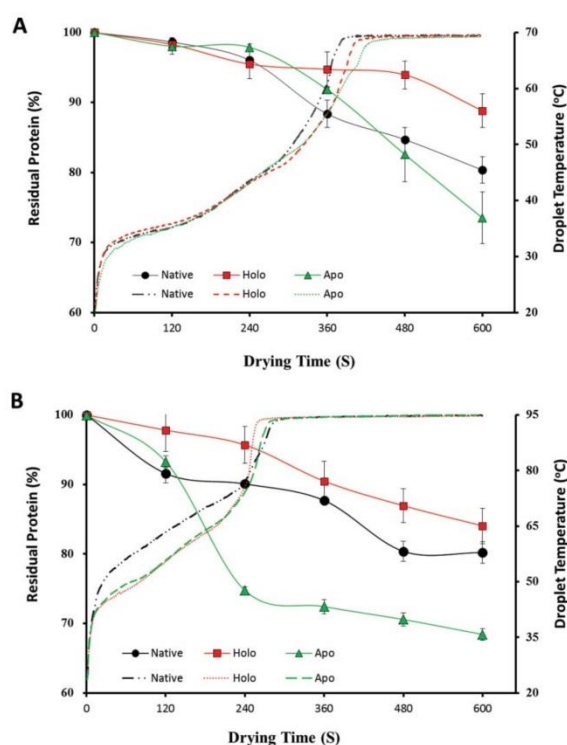 A
100
90
80
70
60
Residual Protein (%)
70
60
50
40
30
20
Droplet Temperature (°C)
Native Holo Apo
Native Holo Apo
0 120 240 360 480 600
Drying Time (S)
B
100
90
80
70
60
Residual Protein (%)
95
80
65
50
35
20
Droplet Temperature (°C)
Native Holo Apo
Native Holo Apo
0 120 240 360 480 600
Drying Time (S)